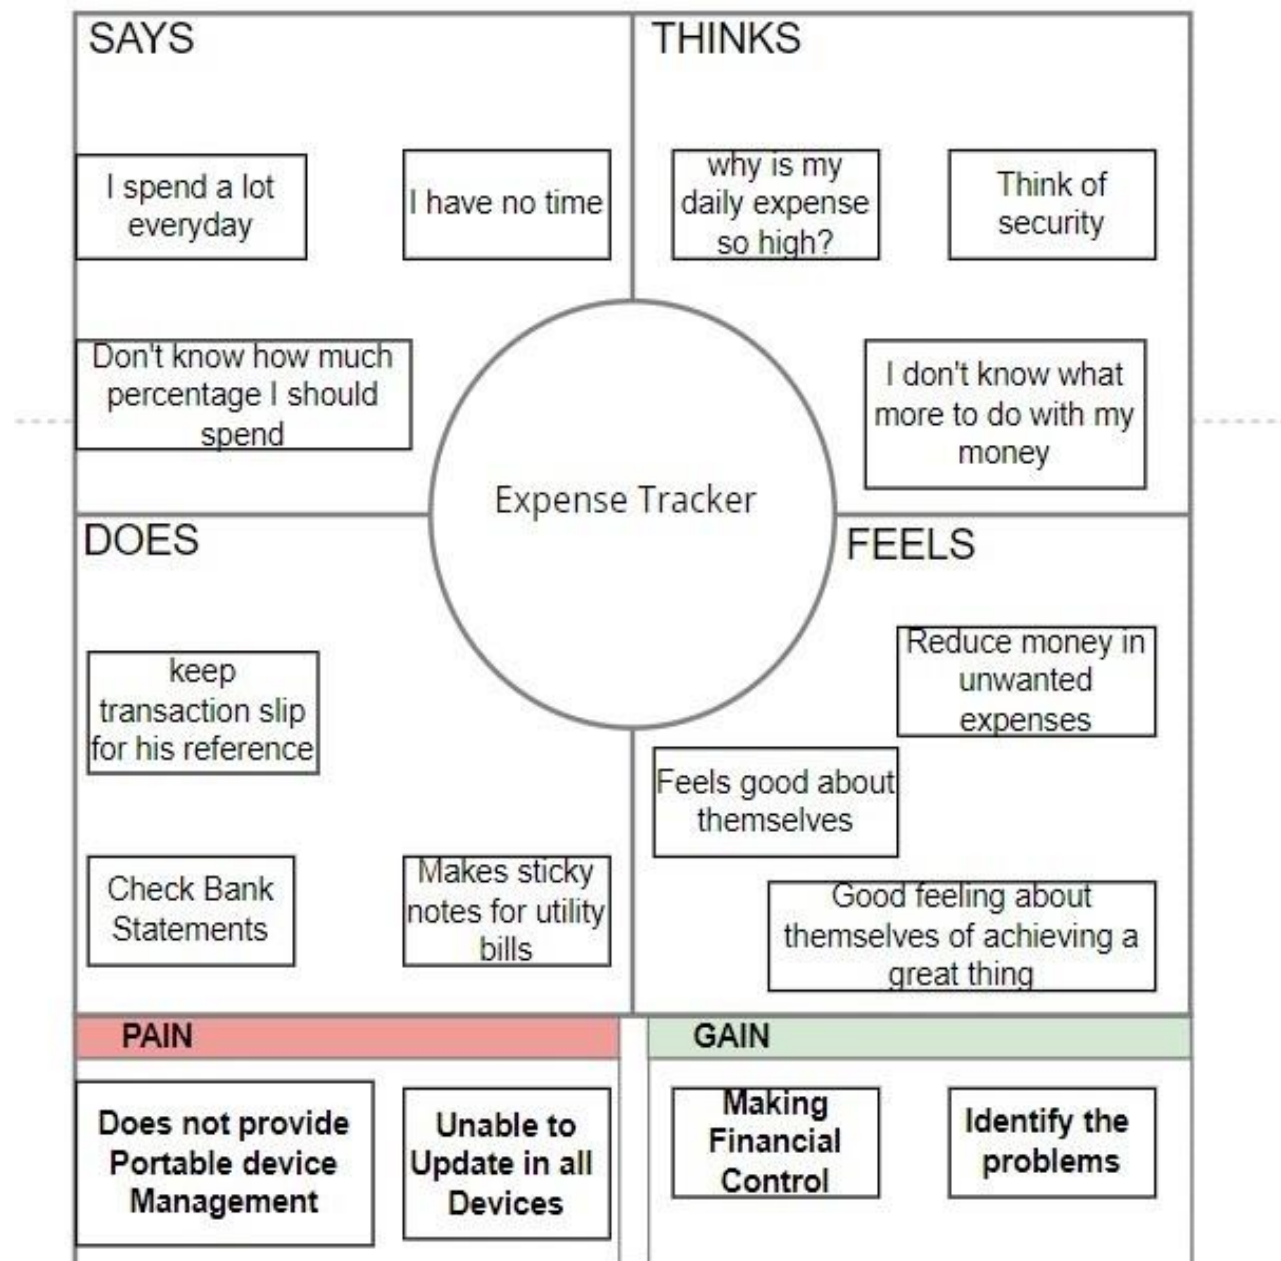 SAYS
I spend a lot
everyday
I have no time
Don't know how much
percentage I should
spend
THINKS
why is my
daily expense
so high?
Think of
security
I don't know what
more to do with my
money
Expense Tracker
DOES
keep
transaction slip
for his reference
Check Bank
Statements
Makes sticky
notes for utility
bills
FEELS
Reduce money in
unwanted
expenses
Feels good about
themselves
Good feeling about
themselves of achieving a
great thing
PAIN
Does not provide
Portable device
Management
Unable to
Update in all
Devices
GAIN
Making
Financial
Control
Identify the
problems